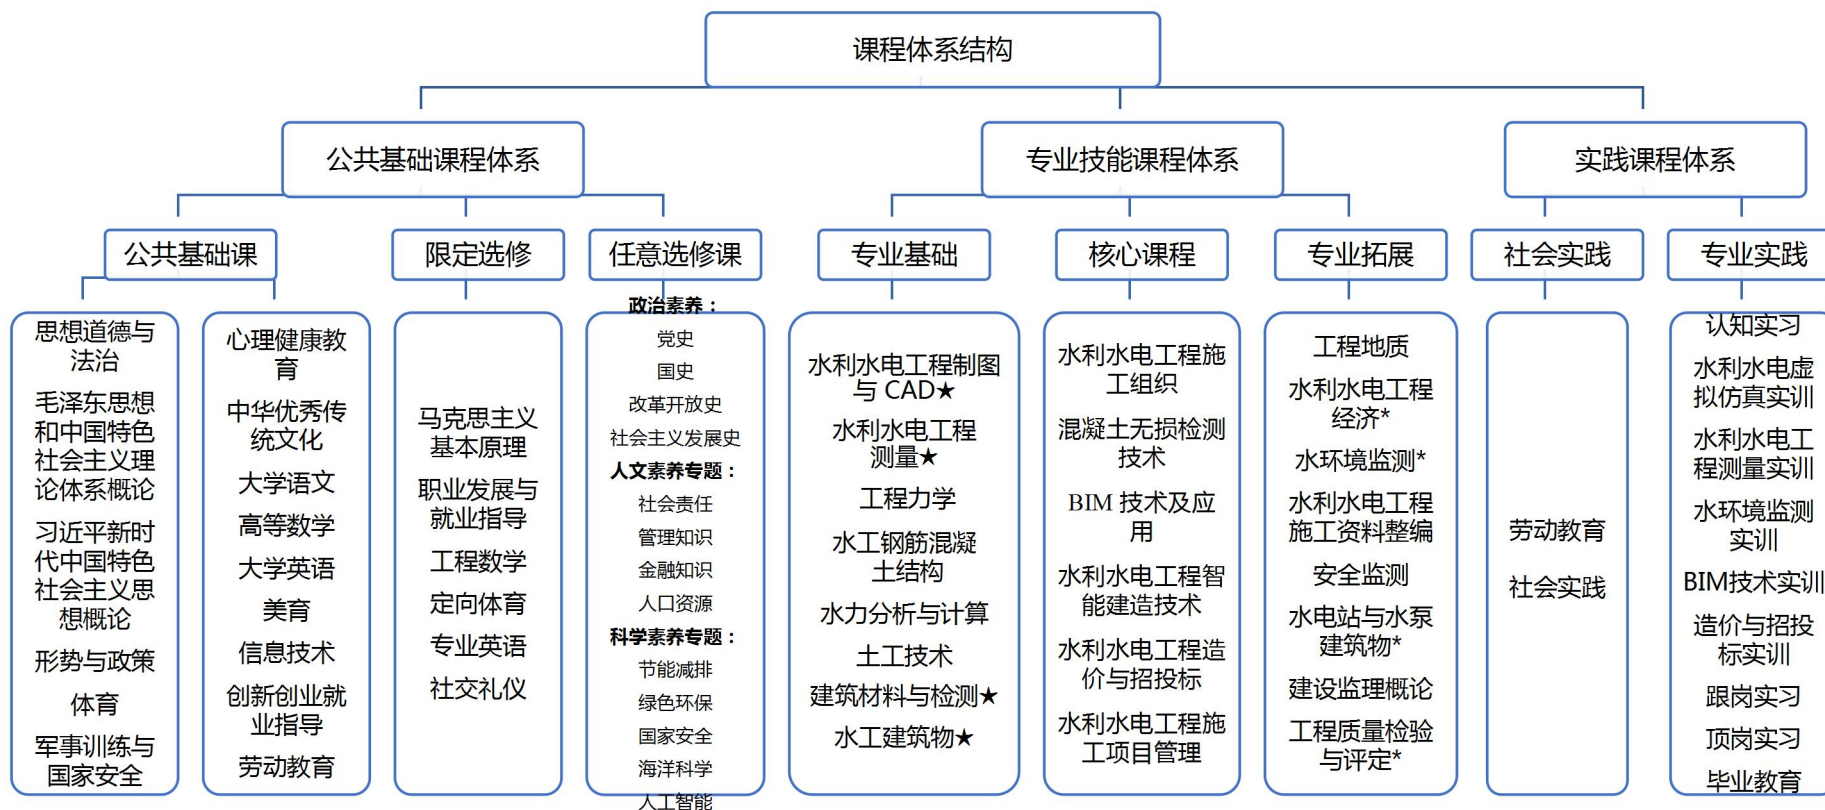 课程体系结构
公共基础课程体系
专业技能课程体系
实践课程体系
公共基础课
限定选修
任意选修课
专业基础
核心课程
专业拓展
社会实践
专业实践
思想道德与
法治
毛泽东思想
和中国特色
社会主义理
论体系概论
习近平新时
代中国特色
社会主义思
想概论
形势与政策
体育
军事训练与
国家安全
心理健康教
育
中华优秀传
统文化
大学语文
高等数学
大学英语
美育
信息技术
创新创业就
业指导
劳动教育
马克思主义
基本原理
职业发展与
就业指导
工程数学
定向体育
专业英语
社交礼仪
政治素养：
党史
国史
改革开放史
社会主义发展史
人文素养专题：
社会责任
管理知识
金融知识
人口资源
科学素养专题：
节能减排
绿色环保
国家安全
海洋科学
人工智能
水利水电工程制图
与 CAD★
水利水电工程
测量★
工程力学
水工钢筋混凝
土结构
水力分析与计算
土工技术
建筑材料与检测★
水工建筑物★
水利水电工程施
工组织
混凝土无损检测
技术
BIM 技术及应
用
水利水电工程智
能建造技术
水利水电工程造
价与招投标
水利水电工程施
工项目管理
工程地质
水利水电工程
经济*
水环境监测*
水利水电工程
施工资料整编
安全监测
水电站与水泵
建筑物*
建设监理概论
工程质量检验
与评定*
劳动教育
社会实践
认知实习
水利水电虚
拟仿真实训
水利水电工
程测量实训
水环境监测
实训
BIM技术实训
造价与招投
标实训
跟岗实习
顶岗实习
毕业教育